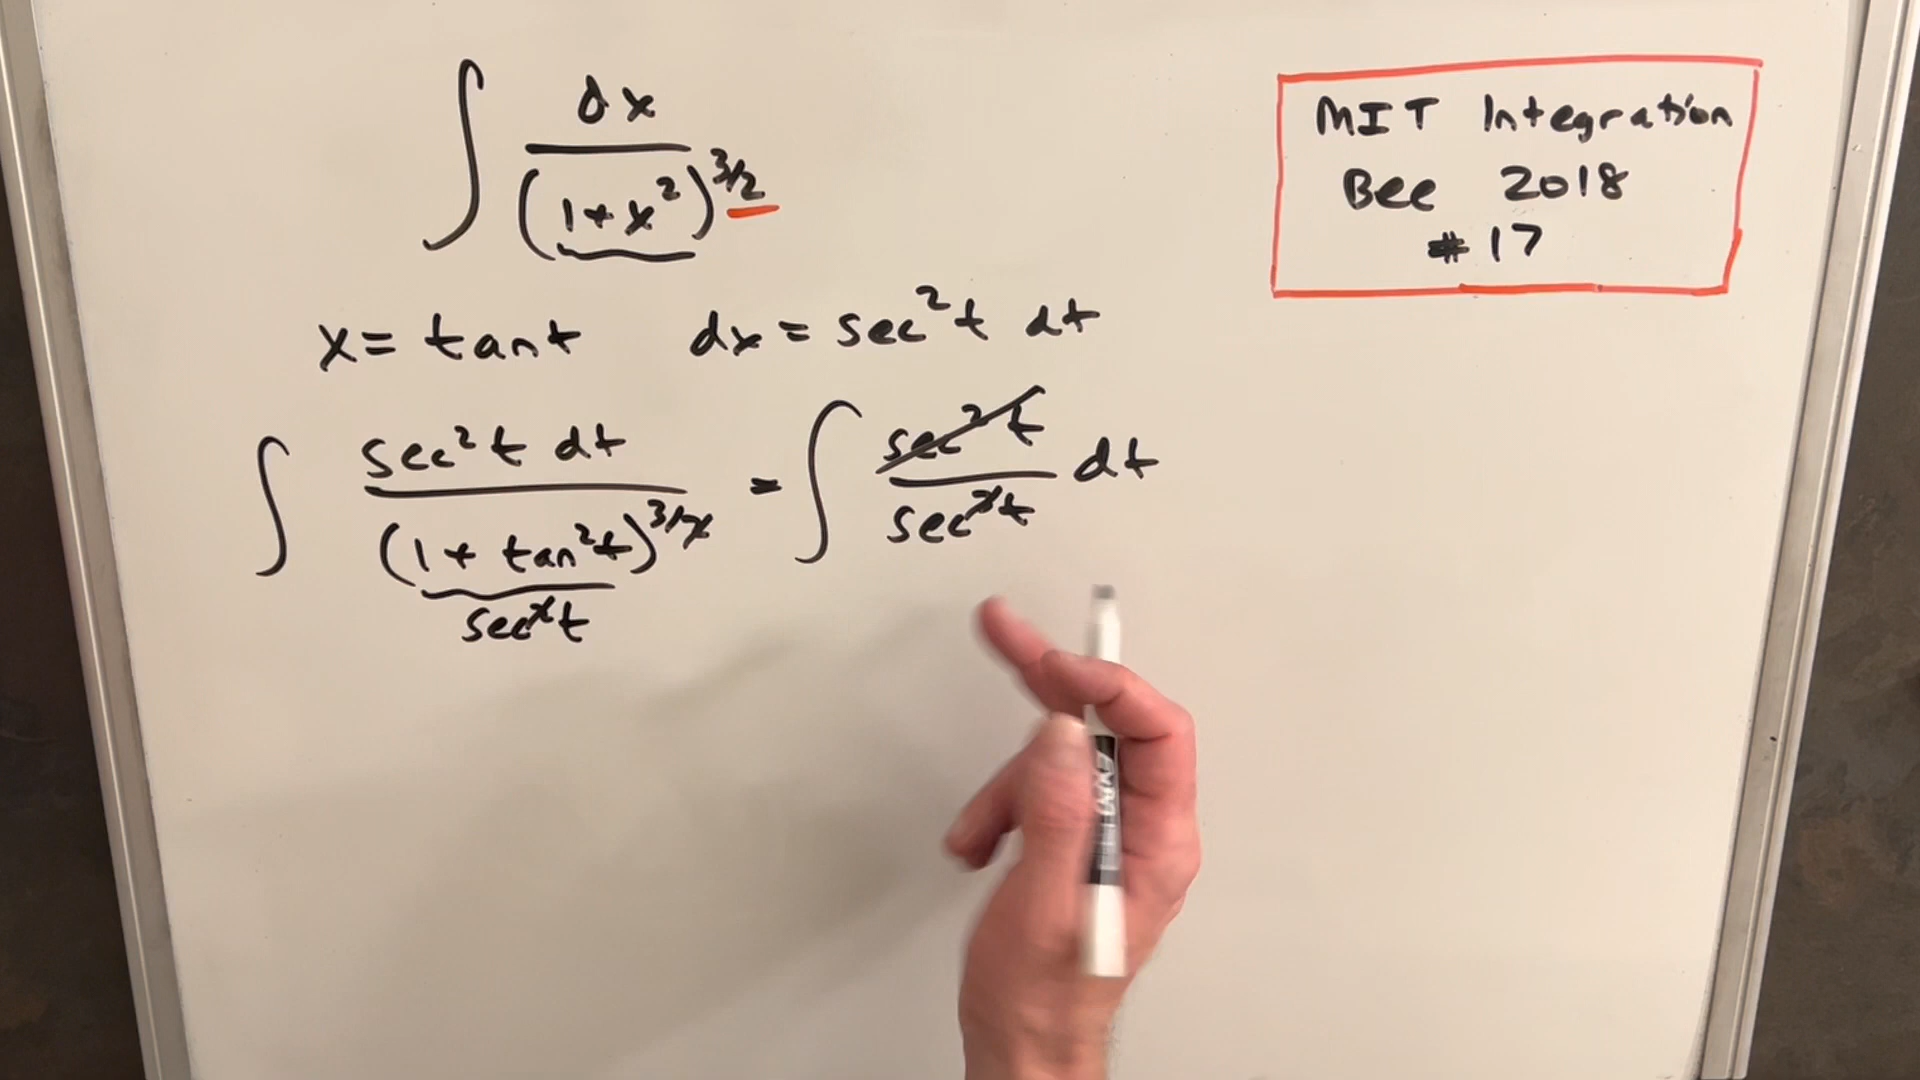 ∫ dx / (1+x²)^3/2
MIT Integration
Bee 2018
#17
x = tan t   dx = sec²t dt
∫ sec²t dt / (1 + tan²t)^3/2 = ∫ sec²t / sec³t dt
sec²t
EXPO